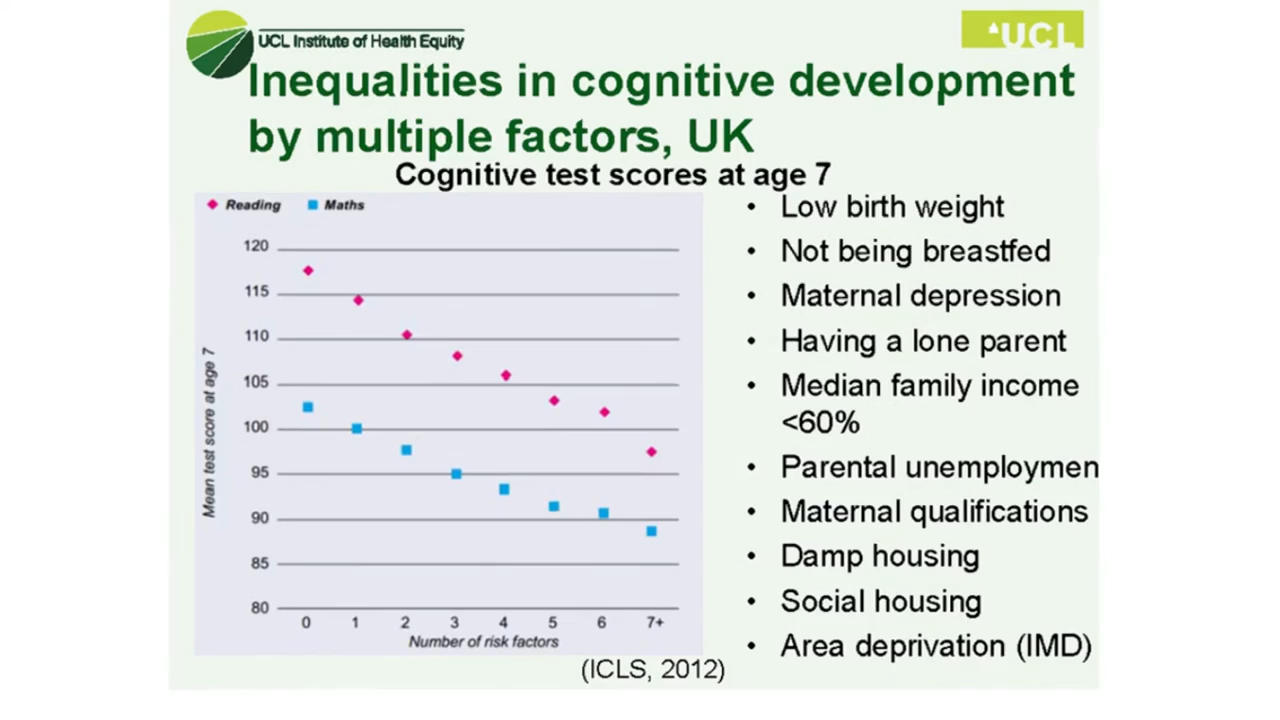 UCL Institute of Health Equity
UCL
Inequalities in cognitive development
by multiple factors, UK
Cognitive test scores at age 7
Reading
Maths
120
115
110
105
100
95
90
85
80
Mean test score at age 7
0 1 2 3 4 5 6 7+
Number of risk factors
(ICLS, 2012)
• Low birth weight
• Not being breastfed
• Maternal depression
• Having a lone parent
• Median family income
<60%
• Parental unemploymen
• Maternal qualifications
• Damp housing
• Social housing
• Area deprivation (IMD)